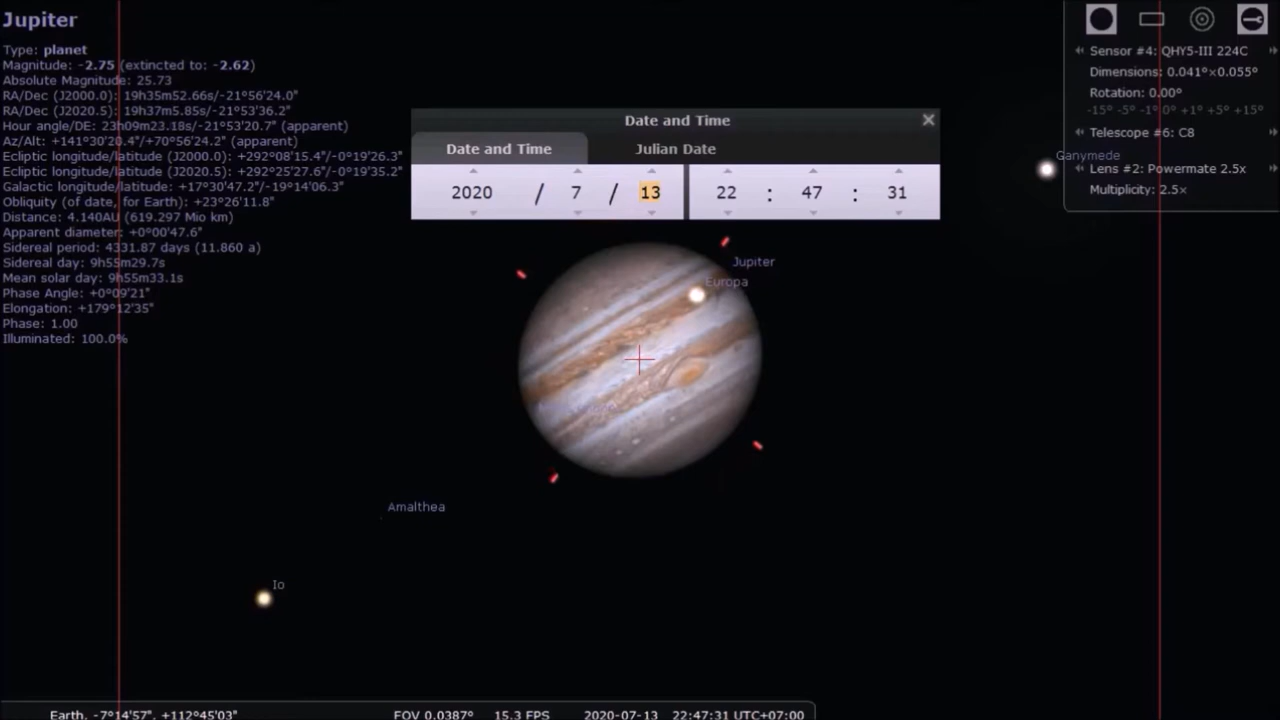 Jupiter
Type: planet
Magnitude: -2.75 (extincted to: -2.62)
Absolute Magnitude: 25.73
RA/Dec (J2000.0): 19h35m52.66s/-21°56'24.0"
RA/Dec (J2020.5): 19h37m5.85s/-21°53'36.2"
Hour angle/DE: 23h09m23.18s/-21°53'20.7" (apparent)
Az/Alt: +141°30'20.4"/+70°56'24.2" (apparent)
Ecliptic longitude/latitude (J2000.0): +292°08'15.4"/-0°19'26.3"
Ecliptic longitude/latitude (J2020.5): +292°25'27.6"/-0°19'35.2"
Galactic longitude/latitude: +17°30'47.2"/-19°14'06.3"
Obliquity (of date, for Earth): +23°26'11.8"
Distance: 4.140AU (619.297 Mio km)
Apparent diameter: +0°00'47.6"
Sidereal period: 4331.87 days (11.860 a)
Sidereal day: 9h55m29.7s
Mean solar day: 9h55m33.1s
Phase Angle: +0°09'21"
Elongation: +179°12'35"
Phase: 1.00
Illuminated: 100.0%
Date and Time
Date and Time Julian Date
2020 / 7 / 13 22 : 47 : 31
Sensor #4: QHY5-III 224C
Dimensions: 0.041°×0.055°
Rotation: 0.00°
-15° -5° -1° 0° +1° +5° +15°
Telescope #6: C8
Ganymede
Lens #2: Powermate 2.5x
Multiplicity: 2.5×
Jupiter
Europa
Amalthea
Io
Earth, -7°14'57", +112°45'03" FOV 0.0387° 15.3 FPS 2020-07-13 22:47:31 UTC+07:00